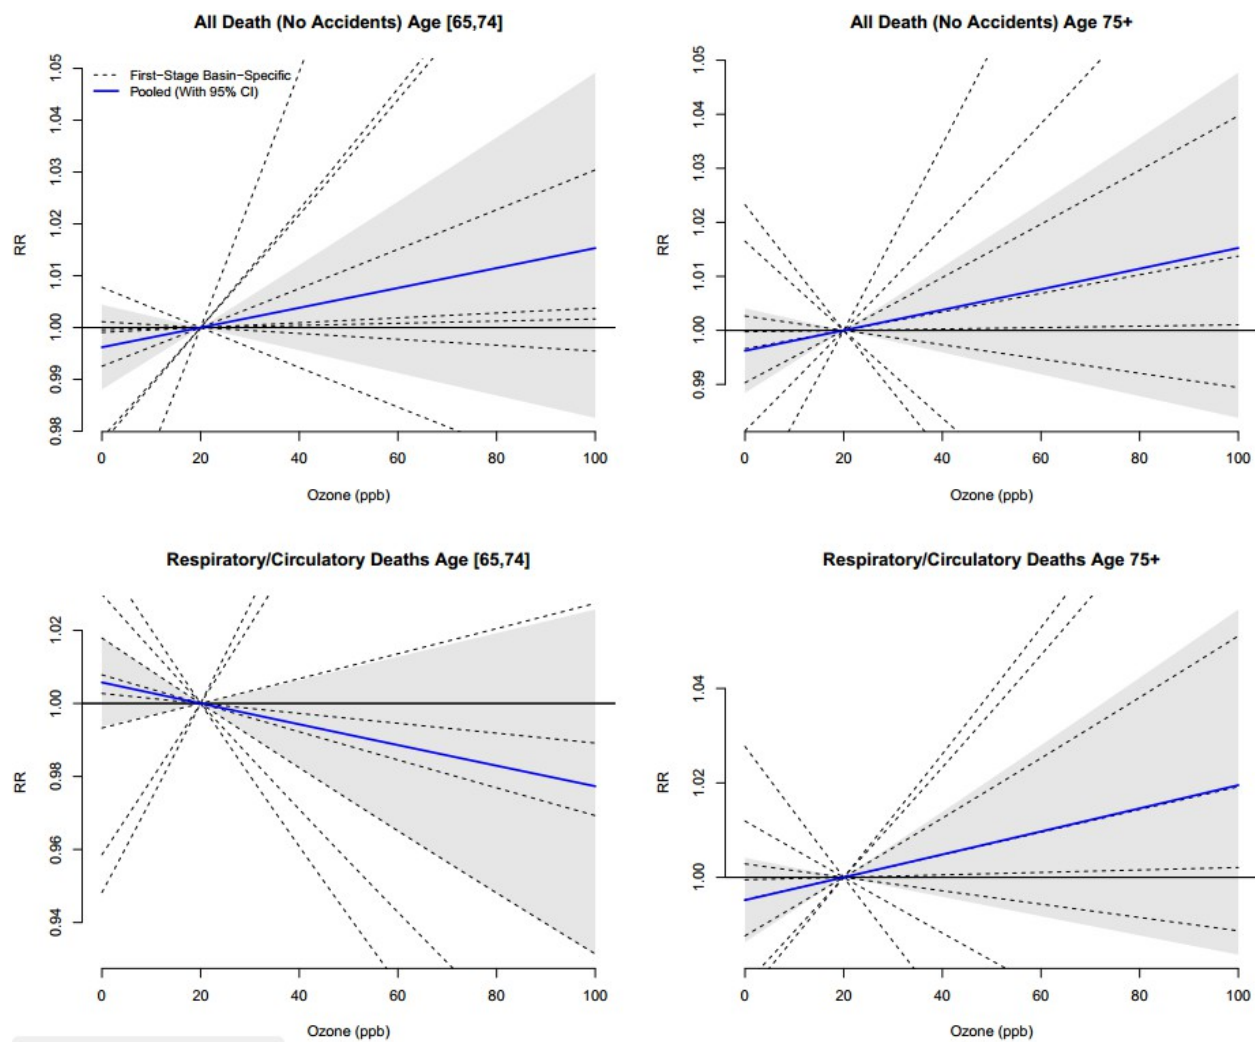 All Death (No Accidents) Age [65,74]
First−Stage Basin−Specific
Pooled (With 95% CI)
RR
1.05
1.04
1.03
1.02
1.01
1.00
0.99
0.98
0 20 40 60 80 100
Ozone (ppb)
All Death (No Accidents) Age 75+
RR
1.05
1.04
1.03
1.02
1.01
1.00
0.99
0 20 40 60 80 100
Ozone (ppb)
Respiratory/Circulatory Deaths Age [65,74]
RR
1.02
1.00
0.98
0.96
0.94
0 20 40 60 80 100
Ozone (ppb)
Respiratory/Circulatory Deaths Age 75+
RR
1.04
1.02
1.00
0 20 40 60 80 100
Ozone (ppb)